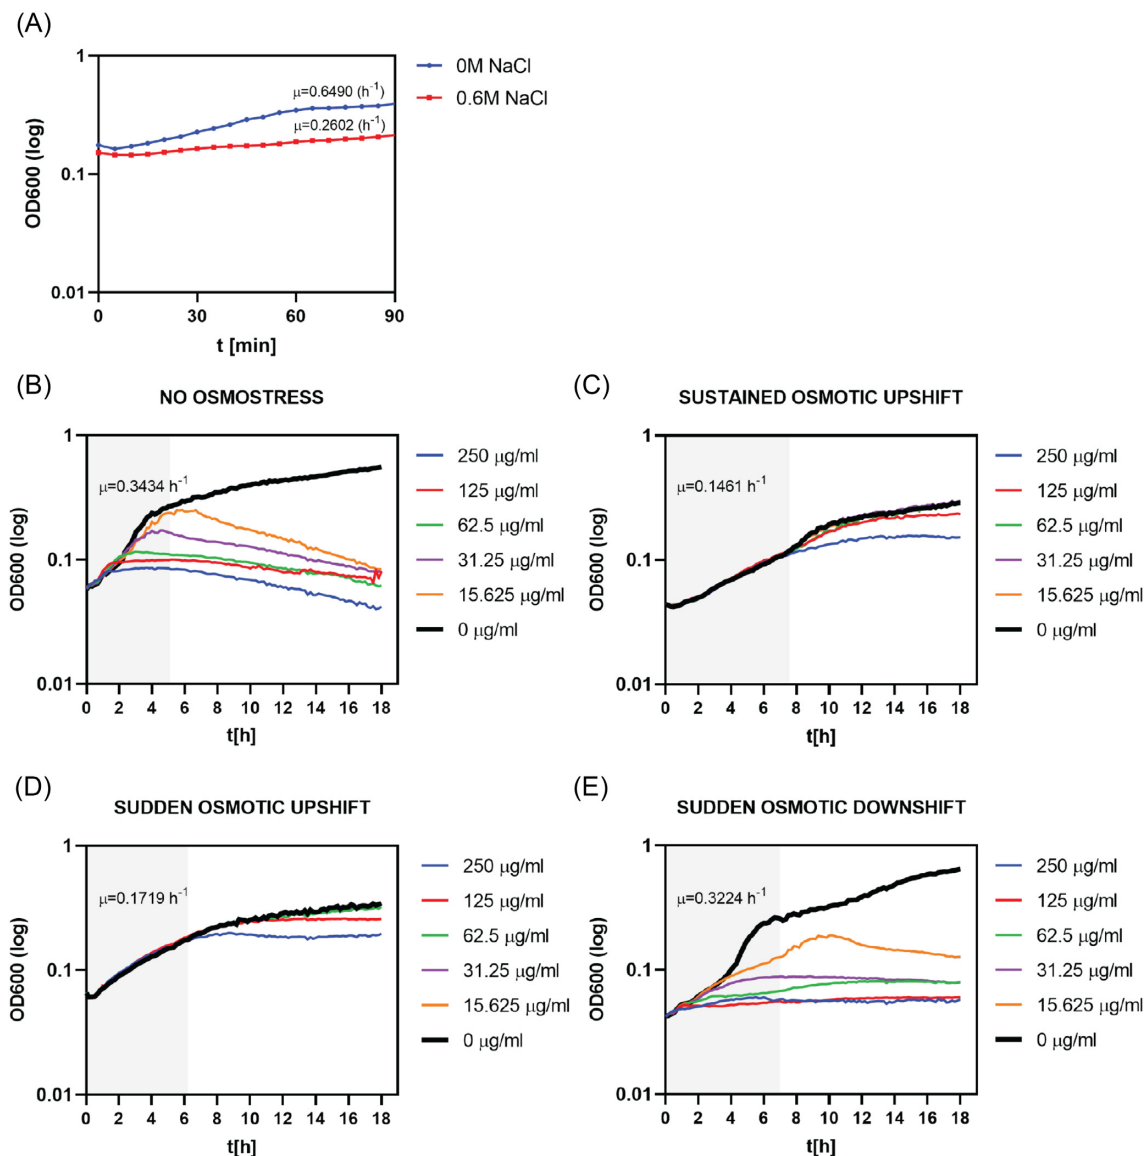 (A)
1
0.1
0.01
OD600 (log)
μ=0.6490 (h⁻¹)
μ=0.2602 (h⁻¹)
0 30 60 90
t [min]
0M NaCl
0.6M NaCl
(B)
NO OSMOSTRESS
1
0.1
0.01
OD600 (log)
μ=0.3434 h⁻¹
0 2 4 6 8 10 12 14 16 18
t[h]
250 μg/ml
125 μg/ml
62.5 μg/ml
31.25 μg/ml
15.625 μg/ml
0 μg/ml
(C)
SUSTAINED OSMOTIC UPSHIFT
1
0.1
0.01
OD600 (log)
μ=0.1461 h⁻¹
0 2 4 6 8 10 12 14 16 18
t[h]
250 μg/ml
125 μg/ml
62.5 μg/ml
31.25 μg/ml
15.625 μg/ml
0 μg/ml
(D)
SUDDEN OSMOTIC UPSHIFT
1
0.1
0.01
OD600 (log)
μ=0.1719 h⁻¹
0 2 4 6 8 10 12 14 16 18
t[h]
250 μg/ml
125 μg/ml
62.5 μg/ml
31.25 μg/ml
15.625 μg/ml
0 μg/ml
(E)
SUDDEN OSMOTIC DOWNSHIFT
1
0.1
0.01
OD600 (log)
μ=0.3224 h⁻¹
0 2 4 6 8 10 12 14 16 18
t[h]
250 μg/ml
125 μg/ml
62.5 μg/ml
31.25 μg/ml
15.625 μg/ml
0 μg/ml